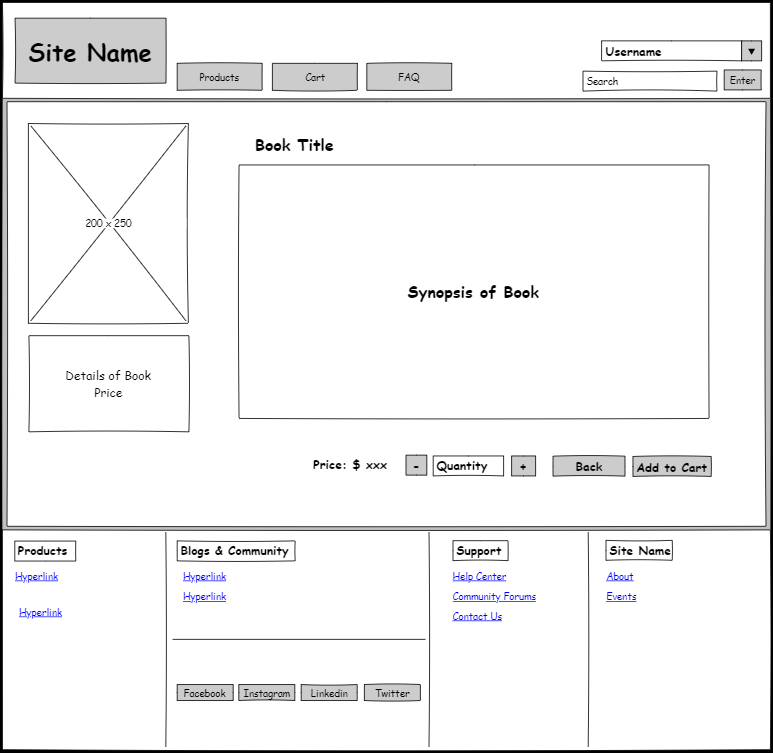 Site Name
Products
Cart
FAQ
Username
Search
Enter
200 x 250
Details of Book
Price
Book Title
Synopsis of Book
Price: $ xxx
-
Quantity
+
Back
Add to Cart
Products
Hyperlink
Hyperlink
Blogs & Community
Hyperlink
Hyperlink
Facebook
Instagram
Linkedin
Twitter
Support
Help Center
Community Forums
Contact Us
Site Name
About
Events